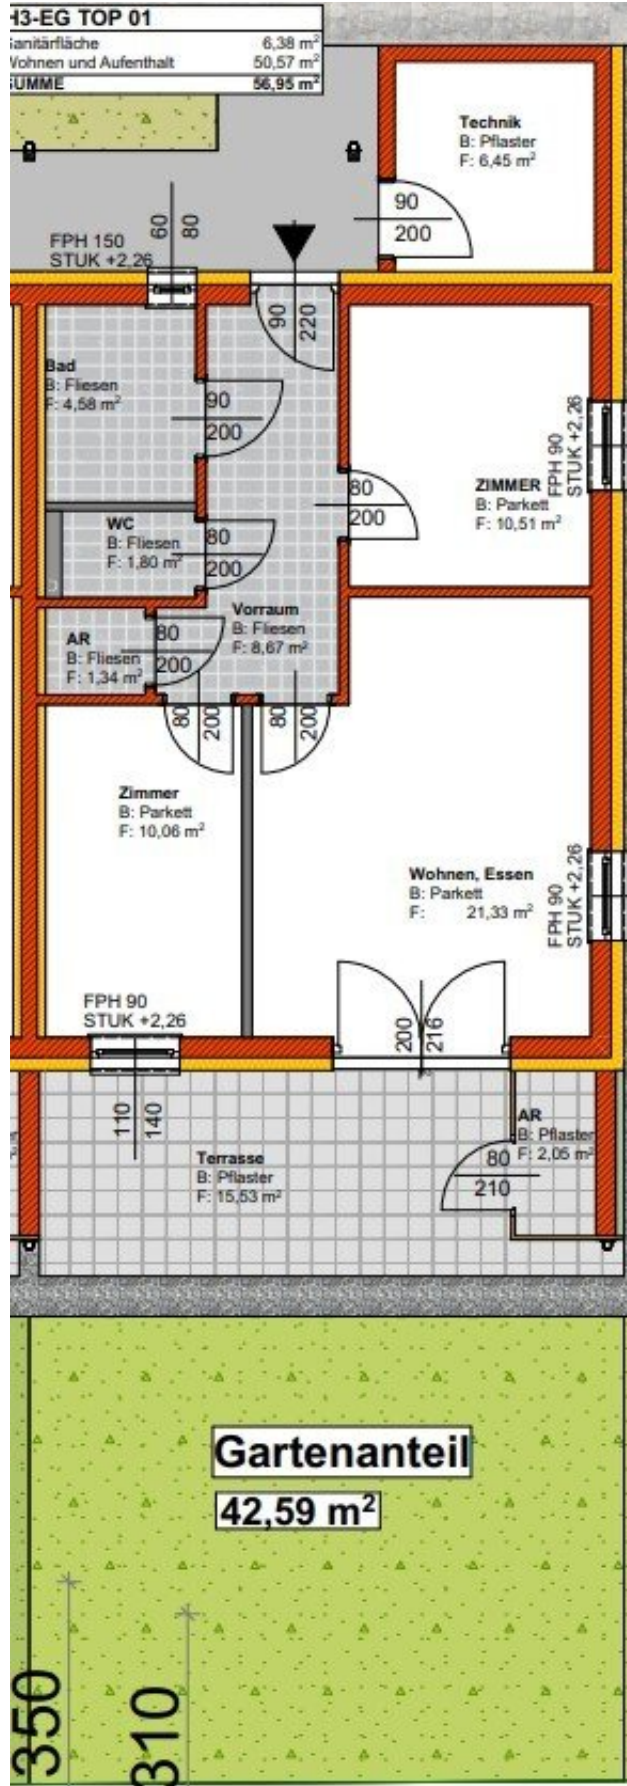 H3-EG TOP 01
Sanitärfläche 6,38 m²
Wohnen und Aufenthalt 50,57 m²
SUMME 56,95 m²
Technik
B: Pflaster
F: 6,45 m²
90
200
60
80
FPH 150
STUK +2,26
90
220
Bad
B: Fliesen
F: 4,58 m²
90
200
ZIMMER
B: Parkett
F: 10,51 m²
FPH 90
STUK +2,26
80
200
WC
B: Fliesen
F: 1,80 m²
80
200
Vorraum
B: Fliesen
F: 8,67 m²
AR
B: Fliesen
F: 1,34 m²
80
200
80
200
80
200
Zimmer
B: Parkett
F: 10,06 m²
Wohnen, Essen
B: Parkett
F: 21,33 m²
FPH 90
STUK +2,26
FPH 90
STUK +2,26
200
216
110
140
AR
B: Pflaster
F: 2,05 m²
80
210
Terrasse
B: Pflaster
F: 15,53 m²
Gartenanteil
42,59 m²
350
310